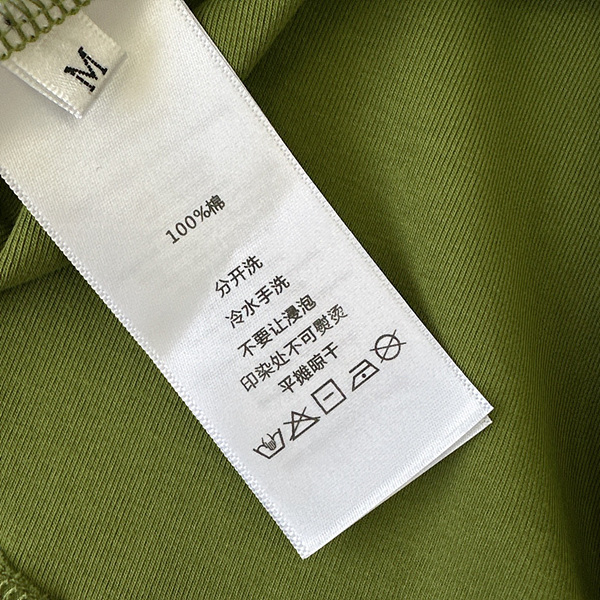 M
100%棉
分开洗
冷水手洗
不要让浸泡
印染处不可熨烫
平摊晾干